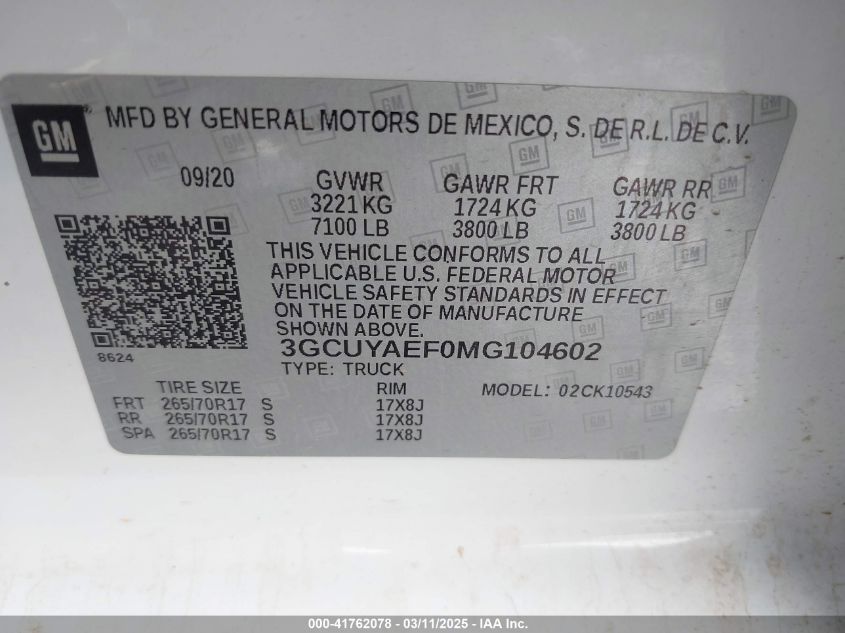 GM
MFD BY GENERAL MOTORS DE MEXICO, S. DE R.L. DE C.V.
09/20 GVWR GAWR FRT GAWR RR
3221 KG 1724 KG 1724 KG
7100 LB 3800 LB 3800 LB
THIS VEHICLE CONFORMS TO ALL
APPLICABLE U.S. FEDERAL MOTOR
VEHICLE SAFETY STANDARDS IN EFFECT
ON THE DATE OF MANUFACTURE
SHOWN ABOVE.
8624
3GCUYAEF0MG104602
TYPE: TRUCK
TIRE SIZE RIM MODEL: 02CK10543
FRT 265/70R17 S 17X8J
RR 265/70R17 S 17X8J
SPA 265/70R17 S 17X8J
000-41762078 - 03/11/2025 - IAA Inc.